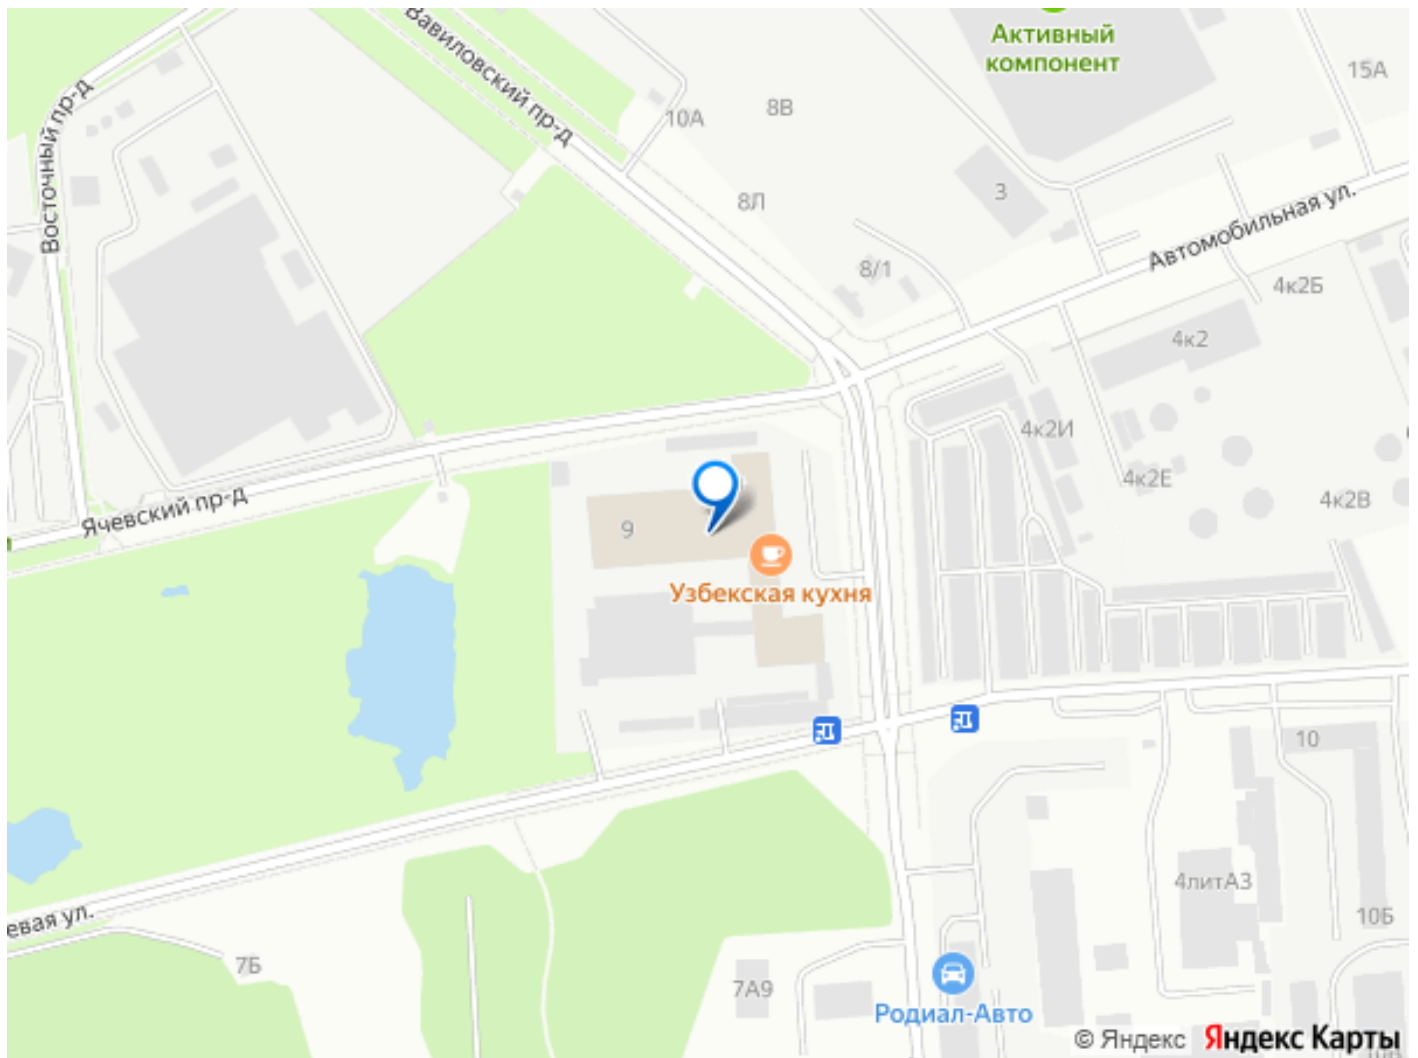 Активный
компонент
Вавиловский пр-д
Восточный пр-д
15А
10А
8В
3
8Л
Автомобильная ул.
8/1
4к2Б
4к2
4к2И
4к2Е
4к2В
Ячевский пр-д
9
Узбекская кухня
10
4литА3
10Б
евая ул.
7Б
7А9
Родиал-Авто
© Яндекс Яндекс Карты